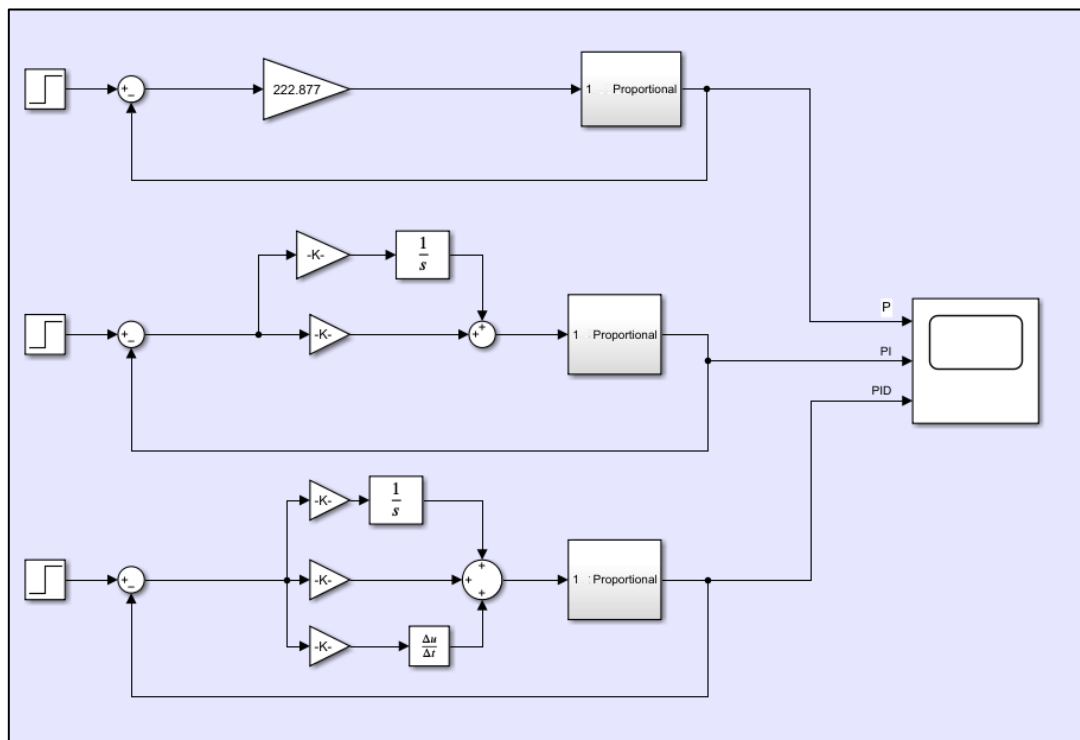 +
−
222.877
1 Proportional
-K-
1
s
P
+
−
-K-
+
+
1 Proportional
PI
PID
-K-
1
s
+
−
-K-
+
+
+
1 Proportional
-K-
Δu
Δt